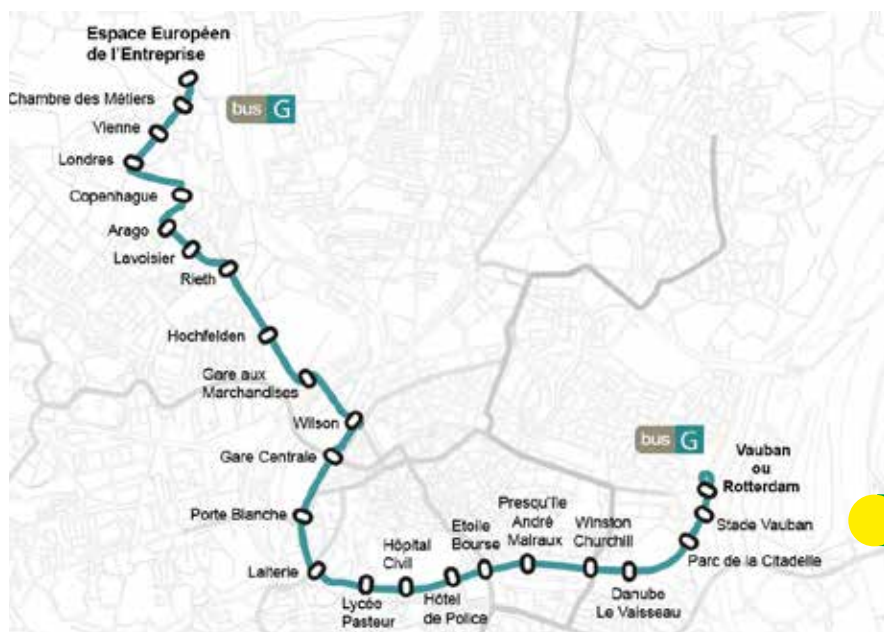 Espace Européen
de l'Entreprise
Chambre des Métiers
bus G
Vienne
Londres
Copenhague
Arago
Lavoisier
Rieth
Hochfelden
Gare aux
Marchandises
Wilson
Gare Centrale
Porte Blanche
Laiterie
Lycée
Pasteur
Hôpital
Civil
Hôtel
de Police
Etoile
Bourse
Presqu'île
André
Malraux
Winston
Churchill
Danube
Le Vaisseau
Parc de la Citadelle
Stade Vauban
bus G
Vauban
ou
Rotterdam